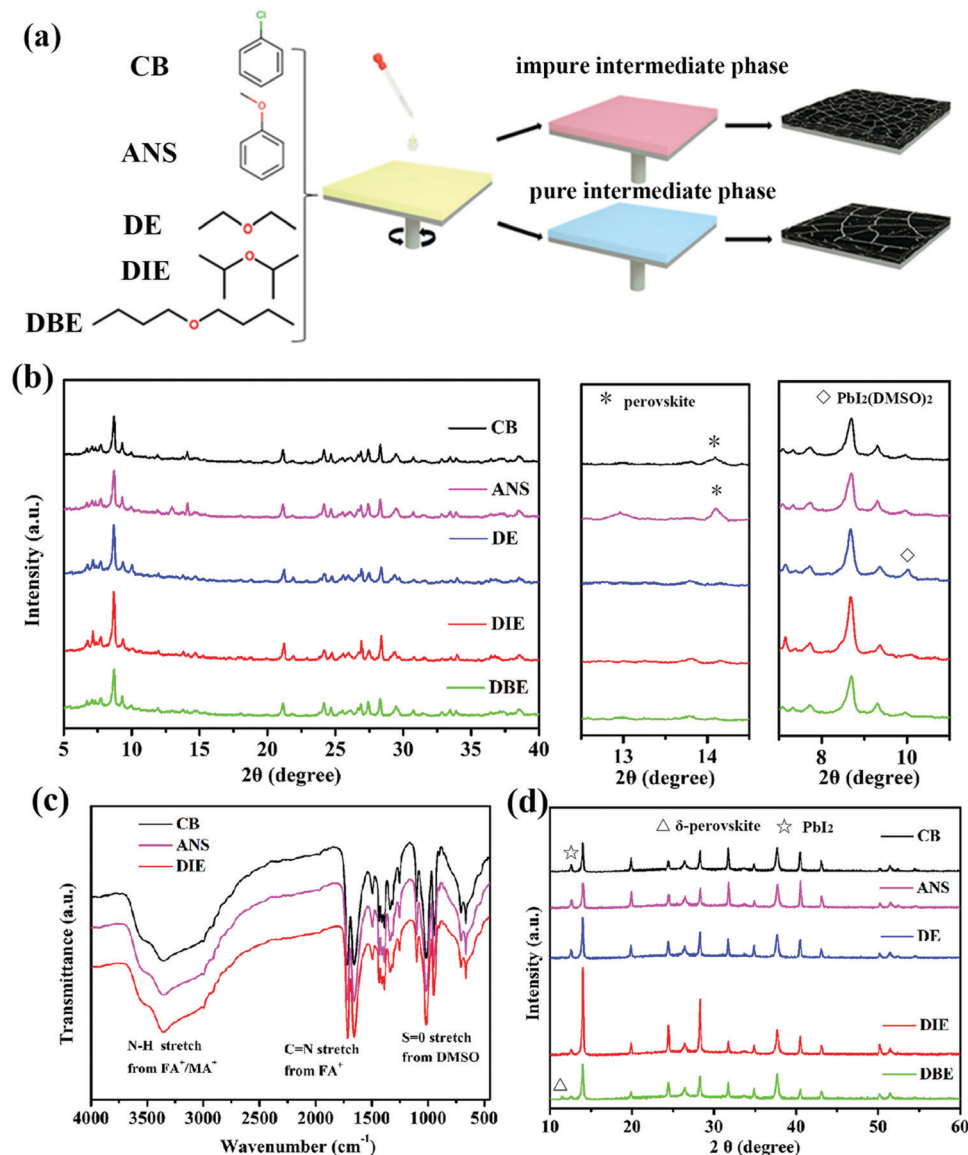 (a)
Cl
CB
O
ANS
DE
O
DIE
O
DBE
O
impure intermediate phase
pure intermediate phase
(b)
Intensity (a.u.)
CB
ANS
DE
DIE
DBE
5 10 15 20 25 30 35 40
2θ (degree)
* perovskite
*
*
13 14
2θ (degree)
◇ PbI2(DMSO)2
◇
8 10
2θ (degree)
(c)
Transmittance (a.u.)
CB
ANS
DIE
N-H stretch
from FA+/MA+
C=N stretch
from FA+
S=0 stretch
from DMSO
4000 3500 3000 2500 2000 1500 1000 500
Wavenumber (cm-1)
(d)
Intensity (a.u.)
△ δ-perovskite ☆ PbI2
☆
CB
ANS
DE
DIE
△
DBE
10 20 30 40 50 60
2 θ (degree)